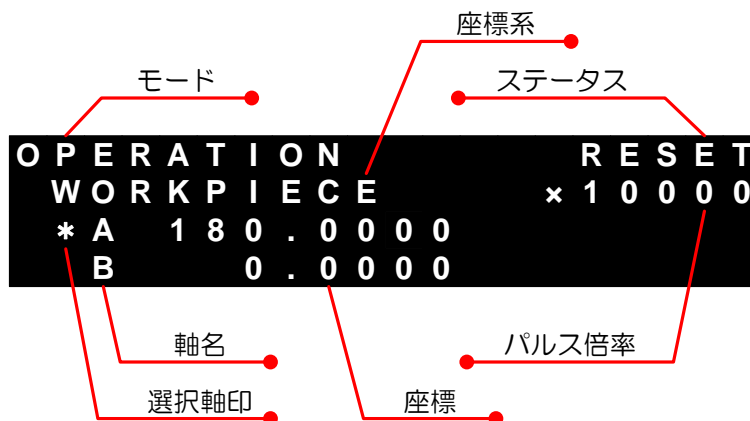 座標系
モード ステータス
OPERATION RESET
WORKPIECE ×10000
*A 180.0000
B 0.0000
軸名 パルス倍率
選択軸印 座標